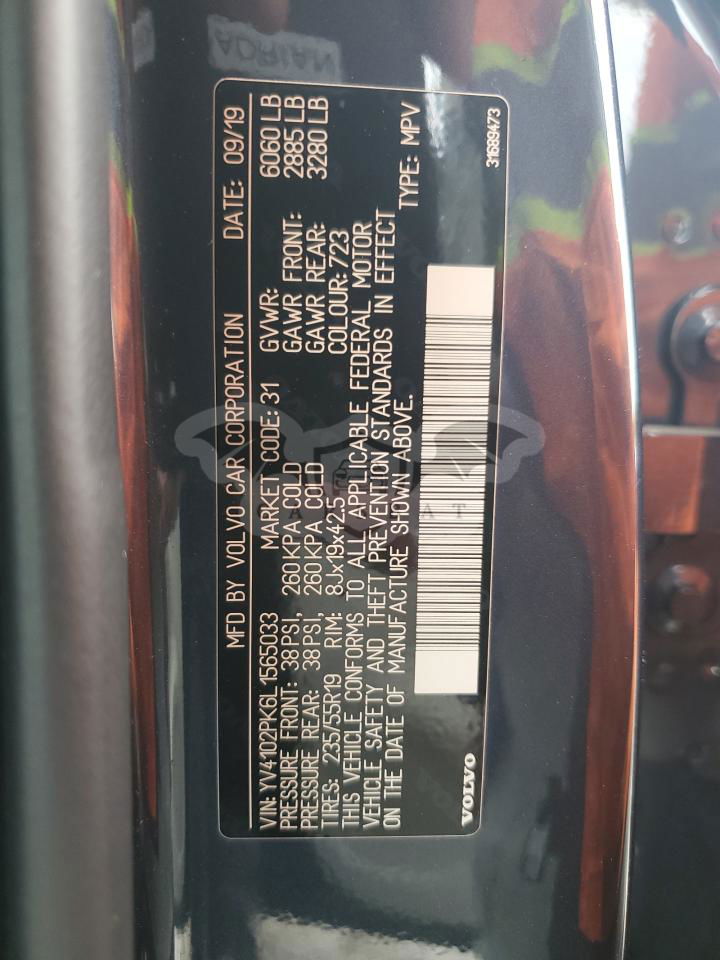 MFD BY VOLVO CAR CORPORATION DATE: 09/19
VIN: YV4102PK6L1565033 MARKET CODE: 31 GVWR: 6060 LB
PRESSURE FRONT: 38 PSI, 260 KPA COLD GAWR FRONT: 2885 LB
PRESSURE REAR: 38 PSI, 260 KPA COLD GAWR REAR: 3280 LB
TIRES: 235/55R19 RIM: 8Jx19x42.5 COLOUR: 723
THIS VEHICLE CONFORMS TO ALL APPLICABLE FEDERAL MOTOR
VEHICLE SAFETY AND THEFT PREVENTION STANDARDS IN EFFECT
ON THE DATE OF MANUFACTURE SHOWN ABOVE. TYPE: MPV
VOLVO 31689473